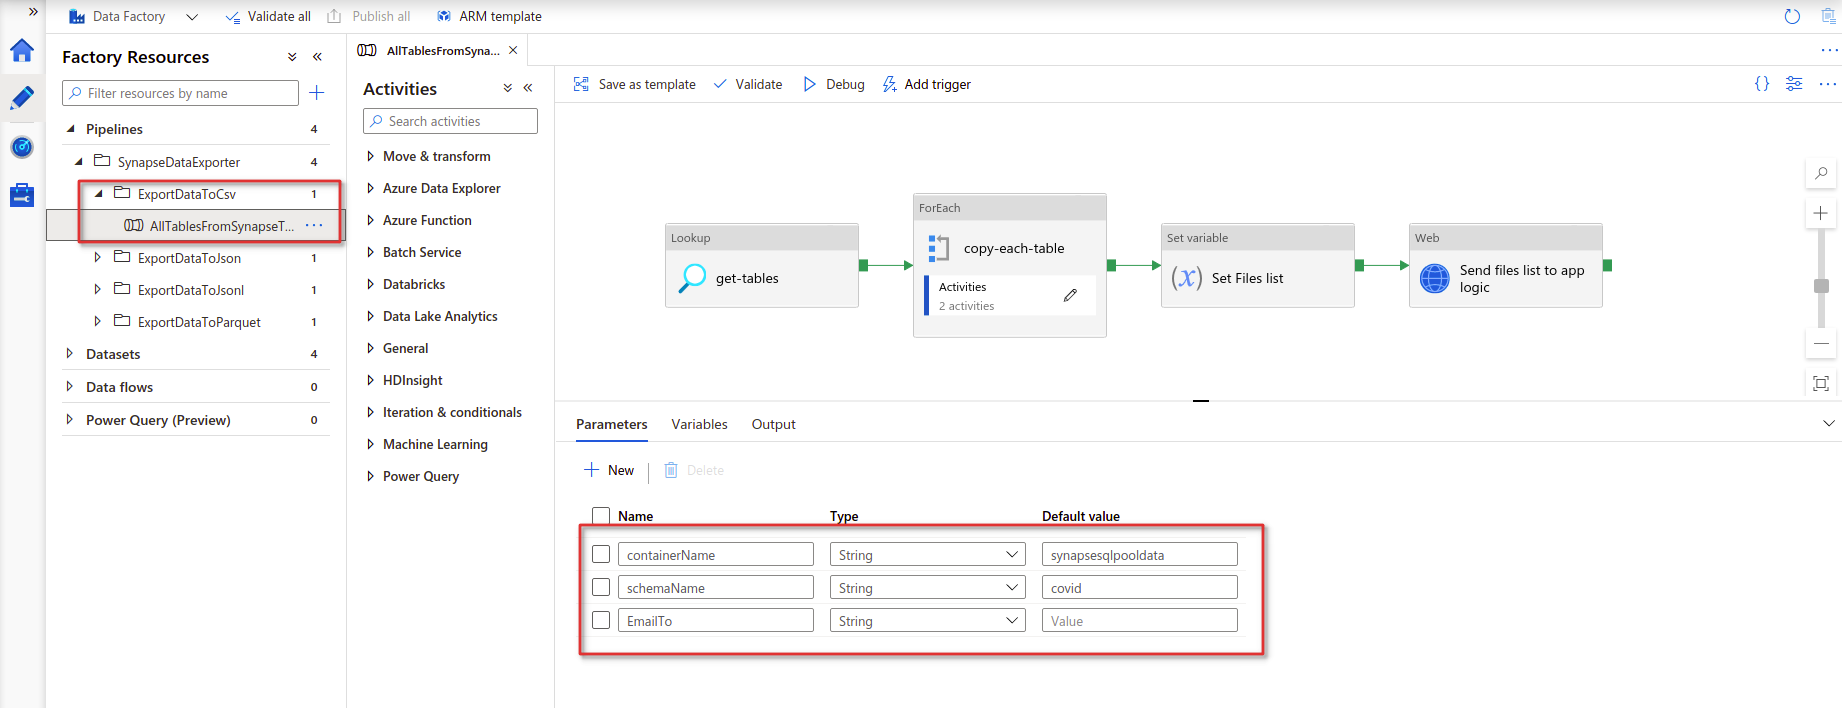 Data Factory
Validate all
Publish all
ARM template
Factory Resources
Filter resources by name
Pipelines 4
SynapseDataExporter 4
ExportDataToCsv 1
AllTablesFromSynapseT...
ExportDataToJson 1
ExportDataToJsonl 1
ExportDataToParquet 1
Datasets 4
Data flows 0
Power Query (Preview) 0
AllTablesFromSyna...
Activities
Search activities
Move & transform
Azure Data Explorer
Azure Function
Batch Service
Databricks
Data Lake Analytics
General
HDInsight
Iteration & conditionals
Machine Learning
Power Query
Save as template
Validate
Debug
Add trigger
Lookup
get-tables
ForEach
copy-each-table
Activities
2 activities
Set variable
(x) Set Files list
Web
Send files list to app
logic
Parameters Variables Output
New
Delete
Name Type Default value
containerName String synapsesqlpooldata
schemaName String covid
EmailTo String Value